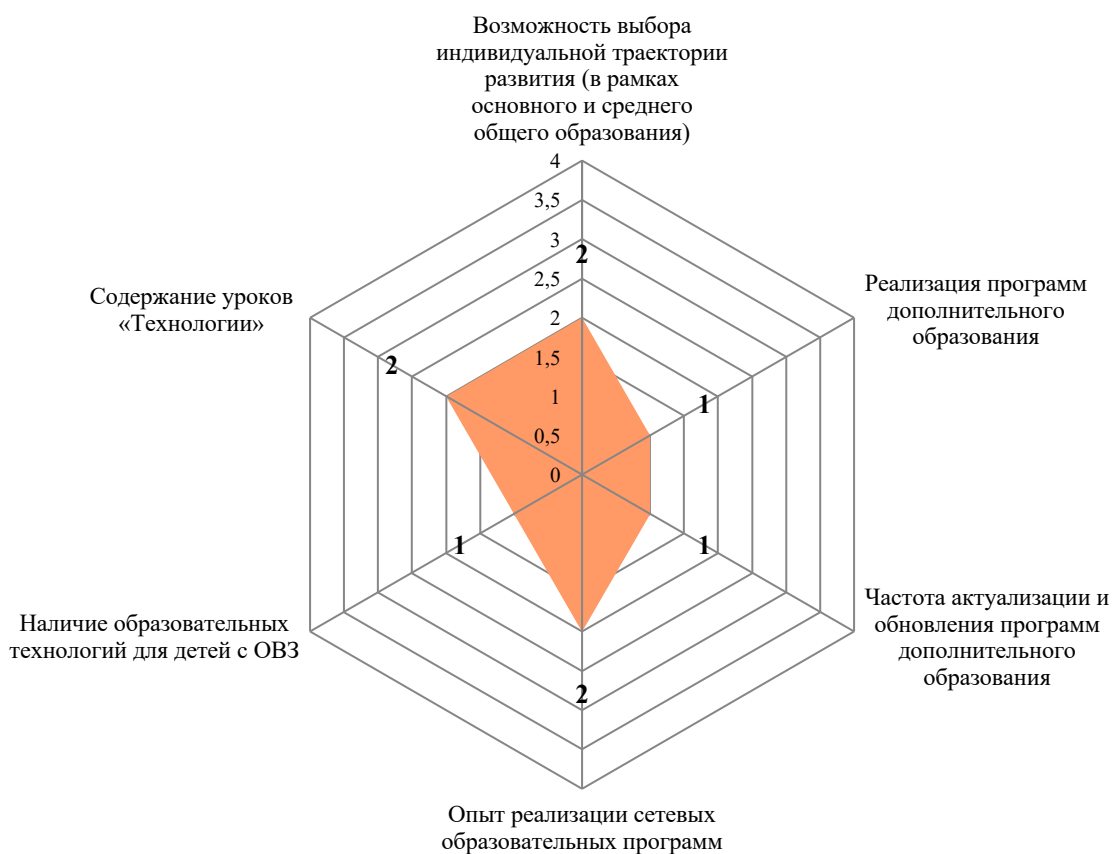 Возможность выбора
индивидуальной траектории
развития (в рамках
основного и среднего
общего образования)
4
3,5
3
2
2,5
2
1,5
1
0,5
0
Реализация программ
дополнительного
образования
1
Частота актуализации и
обновления программ
дополнительного
образования
1
Опыт реализации сетевых
образовательных программ
2
Наличие образовательных
технологий для детей с ОВЗ
1
Содержание уроков
«Технологии»
2